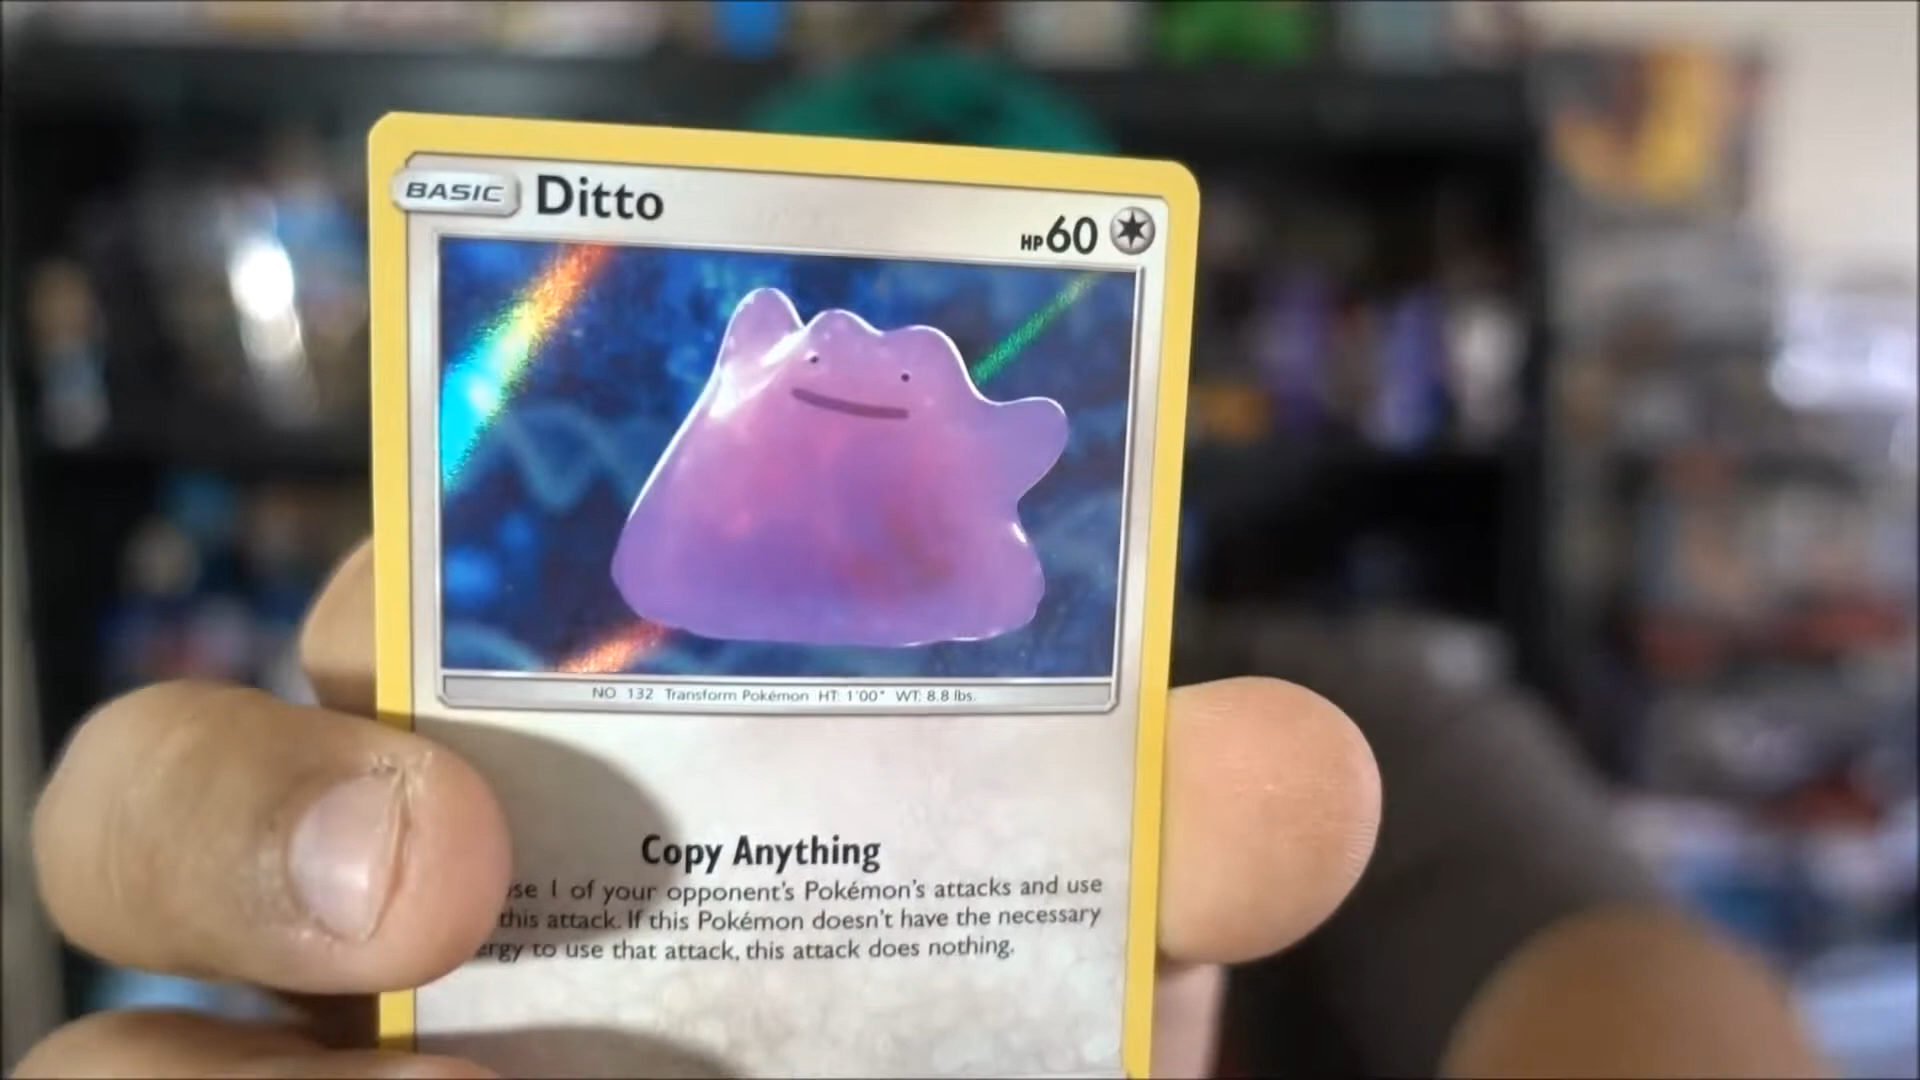 BASIC Ditto
HP 60
NO 132 Transform Pokémon HT: 1'00" WT: 8.8 lbs.
Copy Anything
1 of your opponent's Pokémon's attacks and use
this attack. If this Pokémon doesn't have the necessary
to use that attack, this attack does nothing.